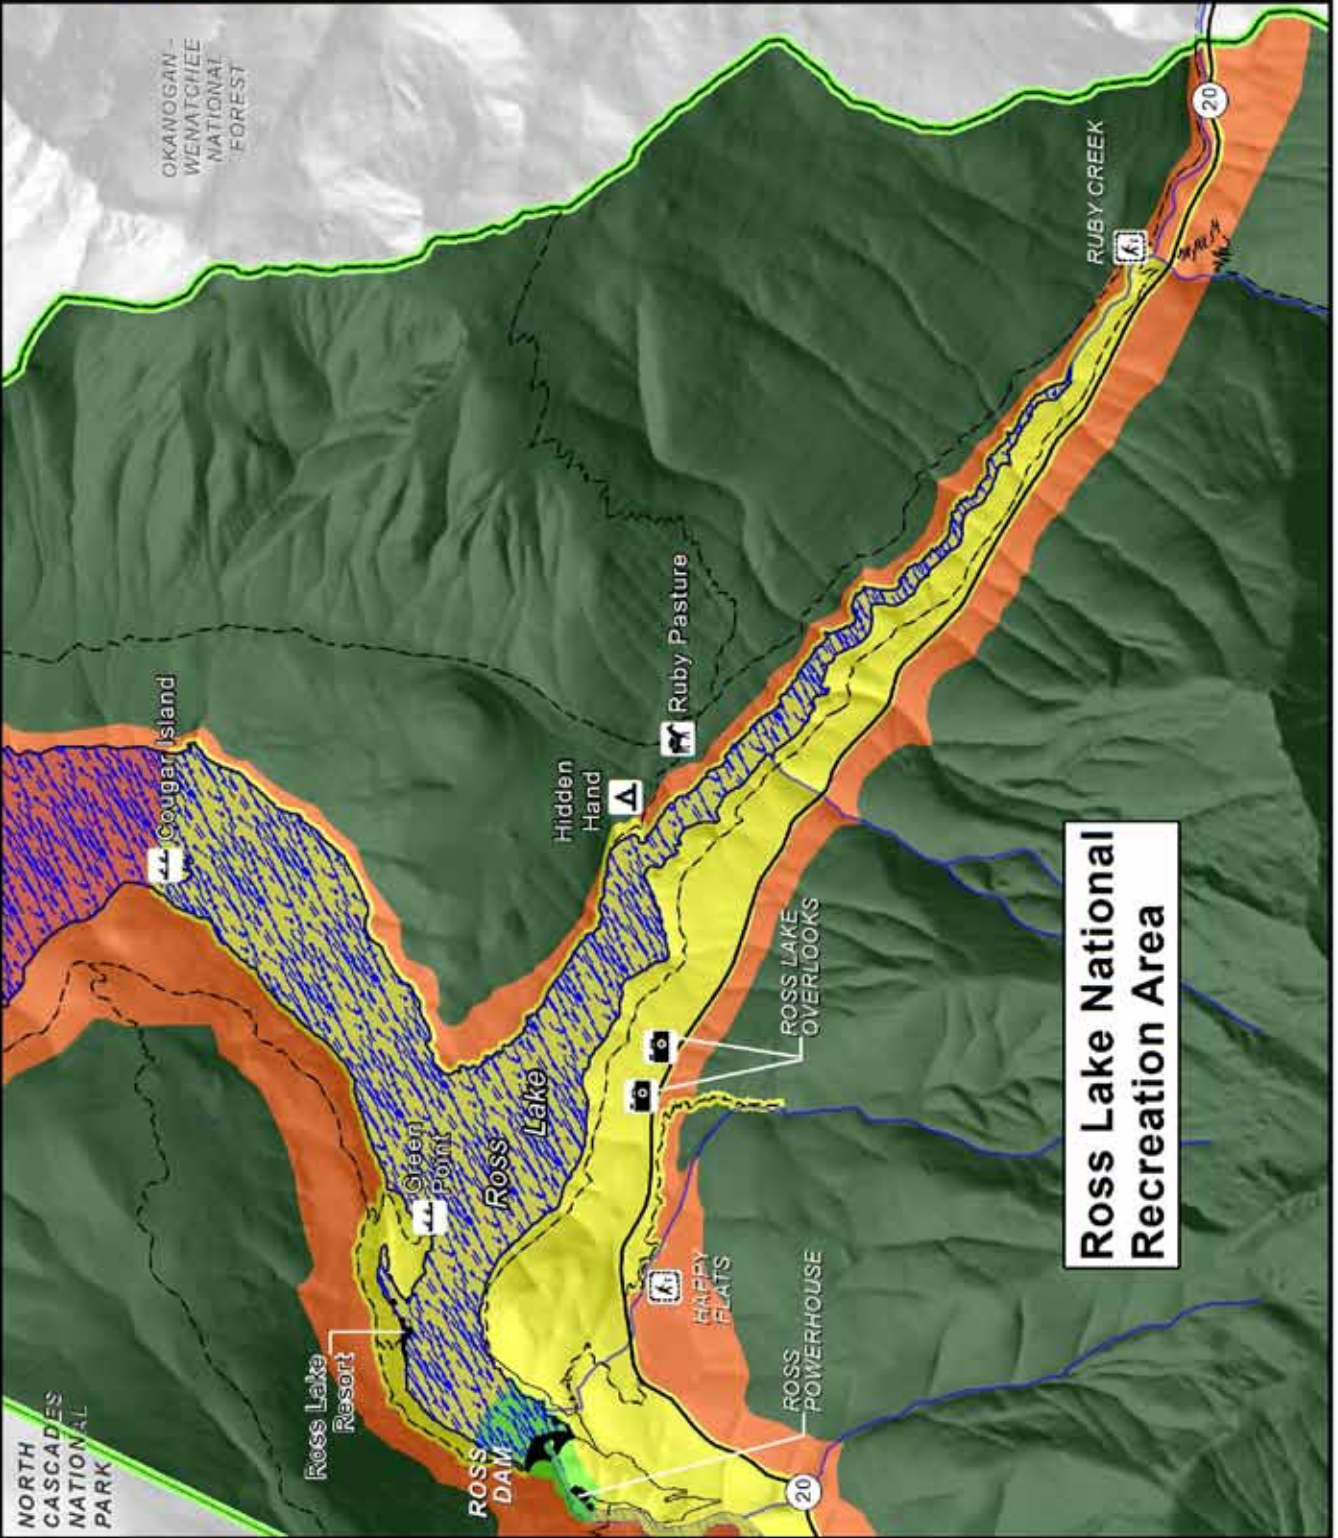 NORTH
CASCADES
NATIONAL
PARK
Ross Lake
Resort
Green
Point
Cougar Island
OKANOGAN -
WENATCHEE
NATIONAL
FOREST
ROSS
DAM
Ross
Lake
Hidden
Hand
Ruby Pasture
HAPPY
FLATS
ROSS
POWERHOUSE
ROSS LAKE
OVERLOOKS
RUBY CREEK
20
20
Ross Lake National
Recreation Area